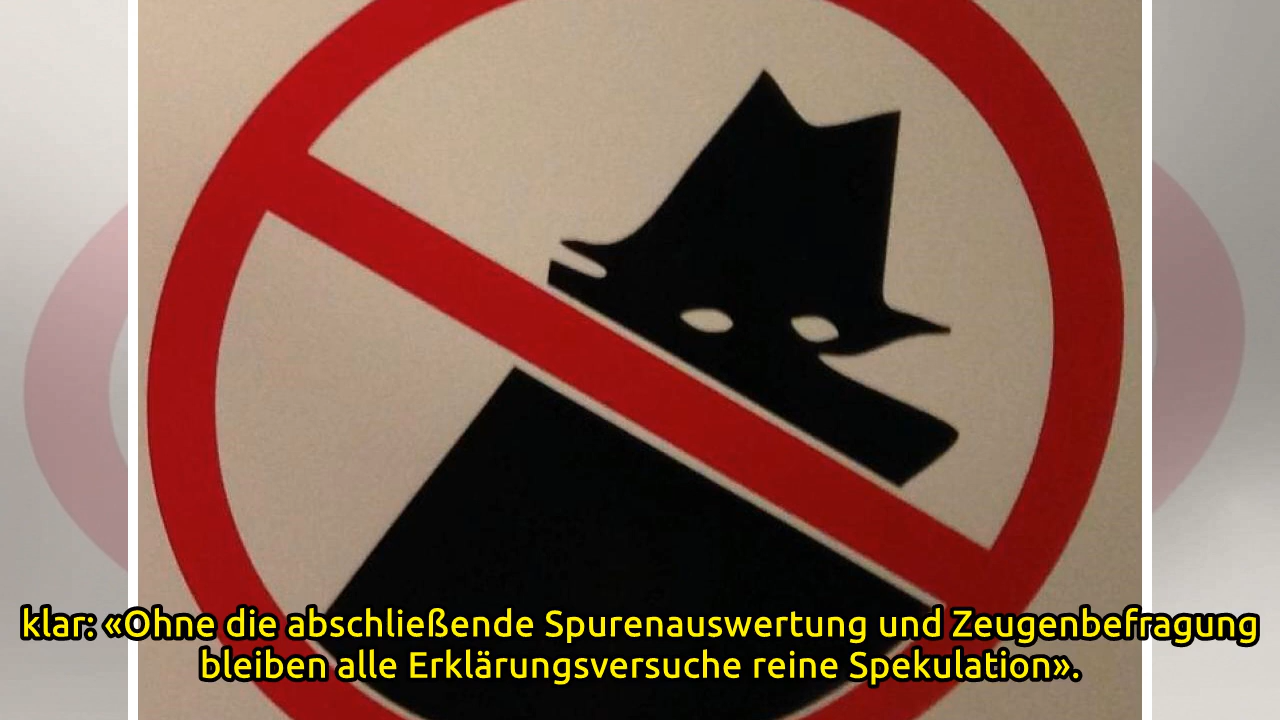 klar: «Ohne die abschließende Spurenauswertung und Zeugenbefragung
bleiben alle Erklärungsversuche reine Spekulation».